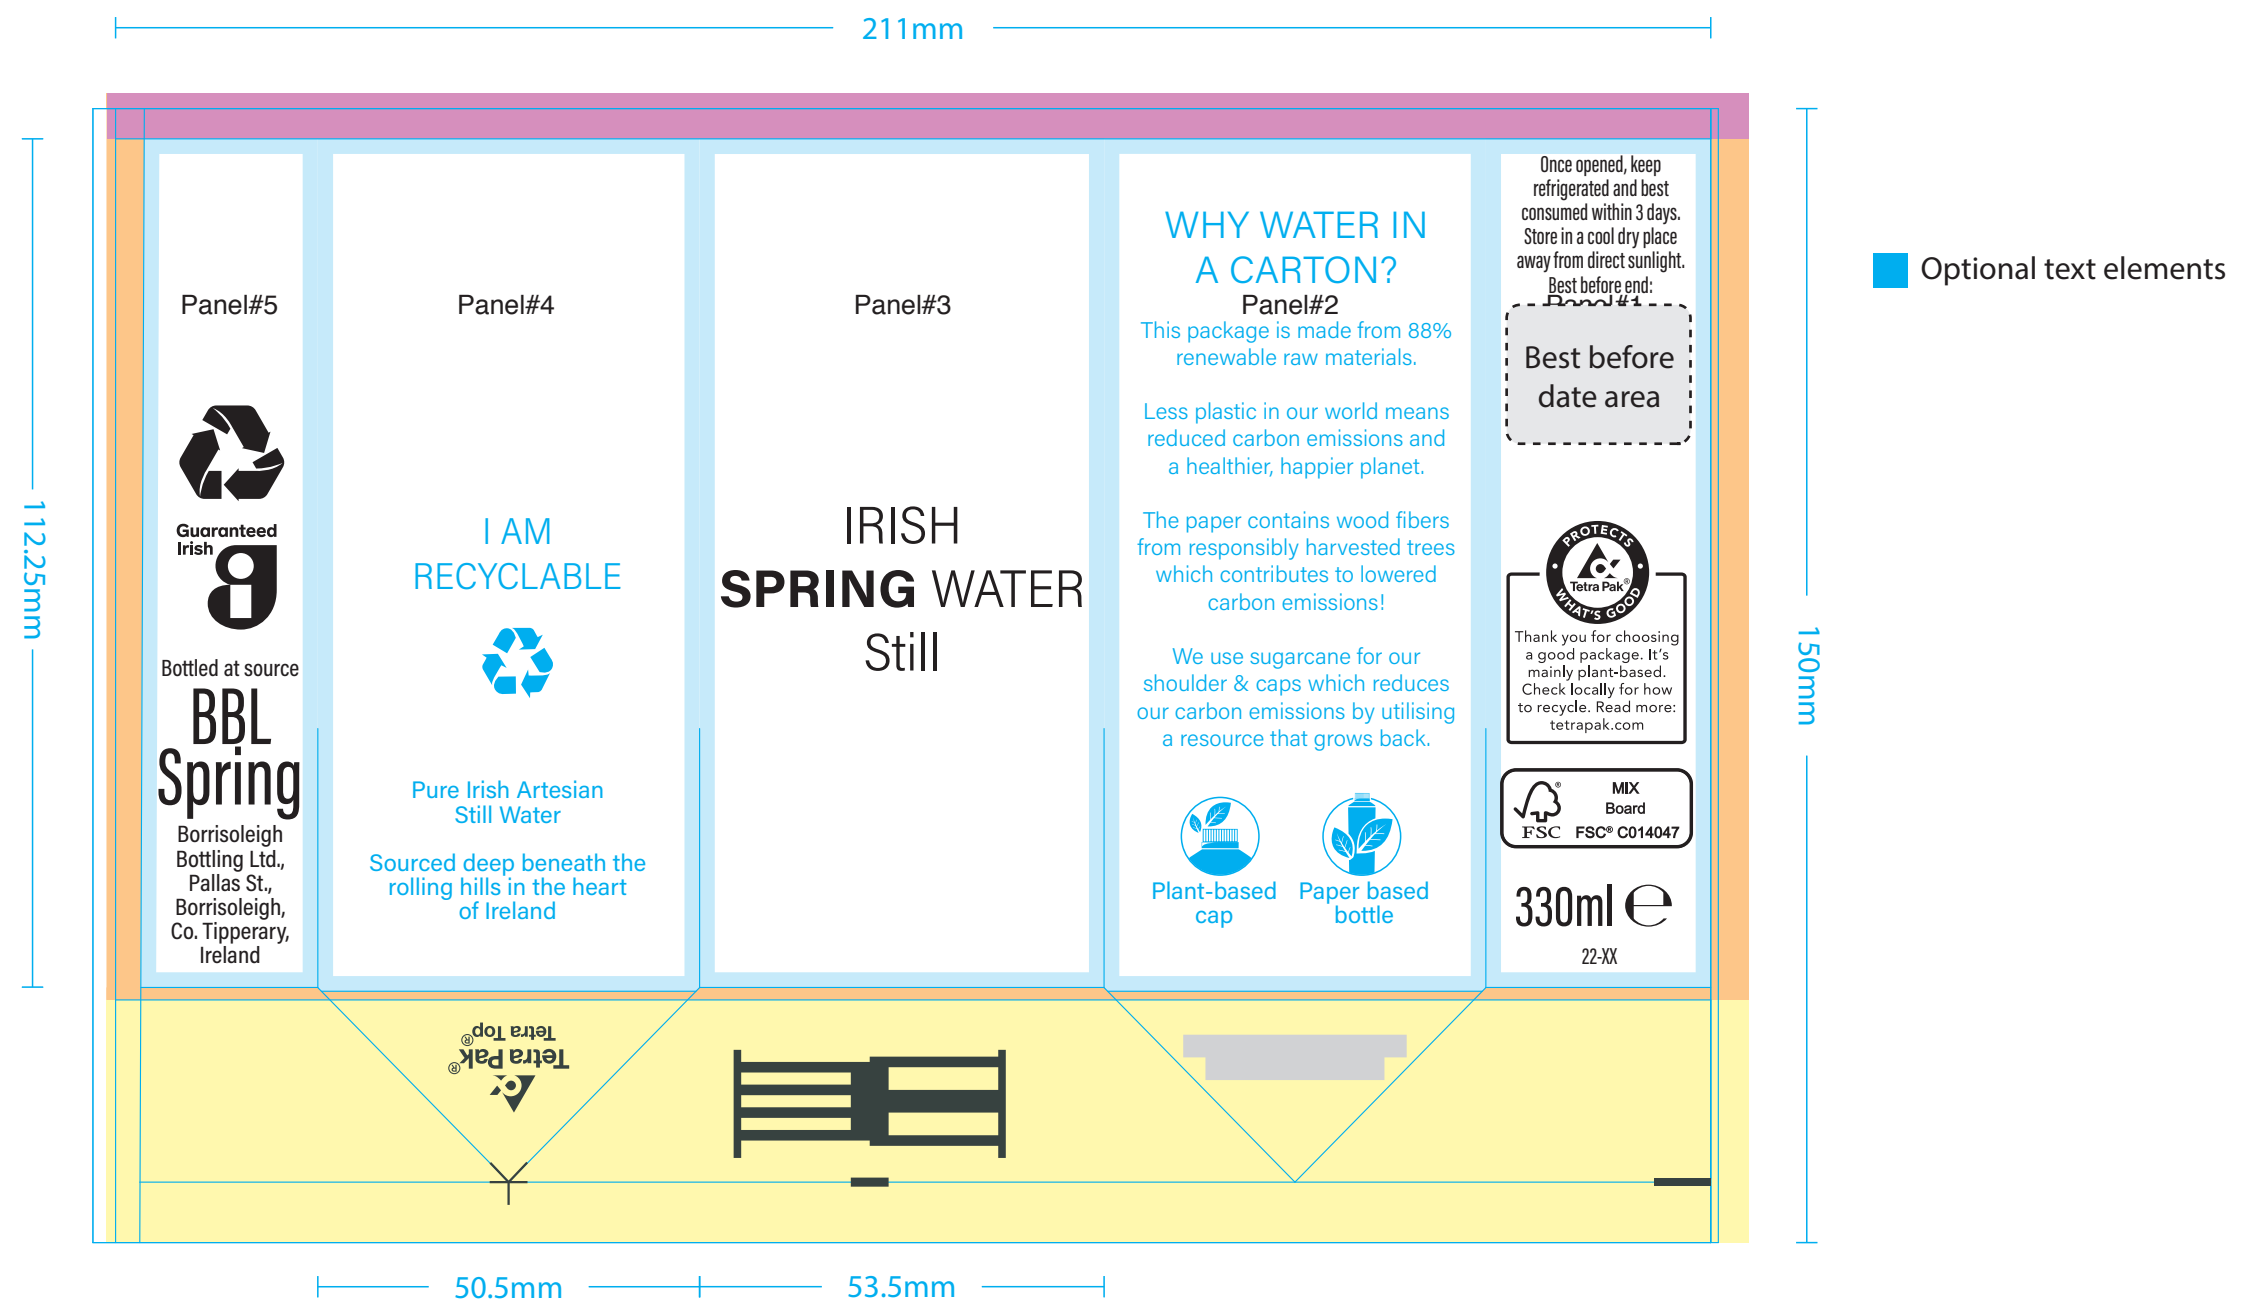 211mm
112.25mm
150mm
Optional text elements
Panel#5
Guaranteed
Irish
Bottled at source
BBL
Spring
Borrisoleigh
Bottling Ltd.,
Pallas St.,
Borrisoleigh,
Co. Tipperary,
Ireland
Panel#4
I AM
RECYCLABLE
Pure Irish Artesian
Still Water
Sourced deep beneath the
rolling hills in the heart
of Ireland
Panel#3
IRISH
SPRING WATER
Still
WHY WATER IN
A CARTON?
Panel#2
This package is made from 88%
renewable raw materials.
Less plastic in our world means
reduced carbon emissions and
a healthier, happier planet.
The paper contains wood fibers
from responsibly harvested trees
which contributes to lowered
carbon emissions!
We use sugarcane for our
shoulder & caps which reduces
our carbon emissions by utilising
a resource that grows back.
Plant-based
cap
Paper based
bottle
Once opened, keep
refrigerated and best
consumed within 3 days.
Store in a cool dry place
away from direct sunlight.
Best before end:
Panel#1
Best before
date area
PROTECTS
Tetra Pak®
WHAT'S GOOD
Thank you for choosing
a good package. It's
mainly plant-based.
Check locally for how
to recycle. Read more:
tetrapak.com
FSC®
MIX
Board
FSC® C014047
330ml ℮
22-XX
Tetra Pak®
Tetra Top®
50.5mm
53.5mm